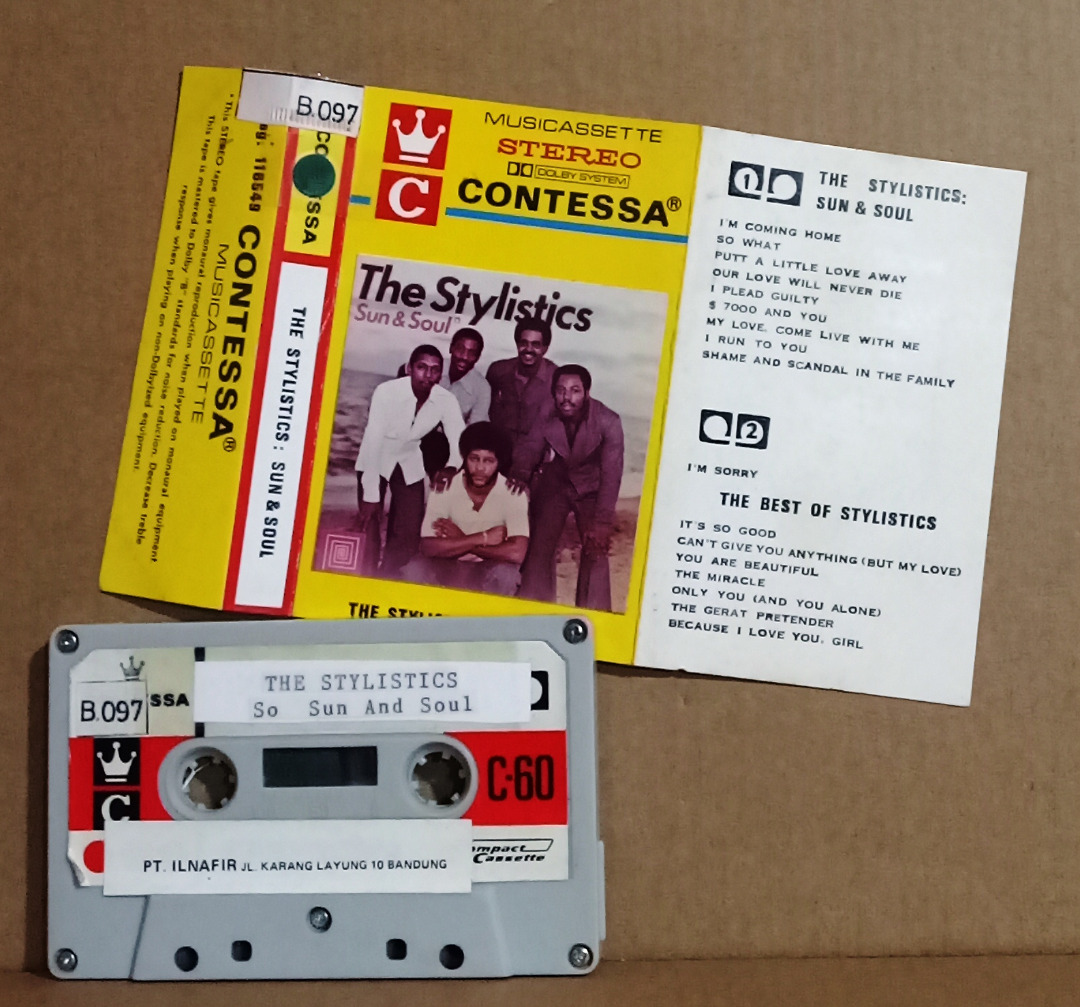 B.097
Reg. 118549 CONTESSA®
MUSICASSETTE
• This STEREO tape gives monaural reproduction when played on monaural equipment
This tape is mastered to Dolby "B" standards for noise reduction. Decrease treble
response when playing on non-Dolbyized equipment.
THE STYLISTICS: SUN & SOUL
C
MUSICASSETTE
STEREO
DOLBY SYSTEM
CONTESSA®
The Stylistics
Sun & Soul
1
THE STYLISTICS:
SUN & SOUL
I'M COMING HOME
SO WHAT
PUTT A LITTLE LOVE AWAY
OUR LOVE WILL NEVER DIE
I PLEAD GUILTY
$ 7000 AND YOU
MY LOVE, COME LIVE WITH ME
I RUN TO YOU
SHAME AND SCANDAL IN THE FAMILY
2
I'M SORRY
THE BEST OF STYLISTICS
IT'S SO GOOD
CAN'T GIVE YOU ANYTHING (BUT MY LOVE)
YOU ARE BEAUTIFUL
THE MIRACLE
ONLY YOU (AND YOU ALONE)
THE GERAT PRETENDER
BECAUSE I LOVE YOU, GIRL
B.097
SSA
THE STYLISTICS
So Sun And Soul
C
C-60
PT. ILNAFIR JL. KARANG LAYUNG 10 BANDUNG
Cassette